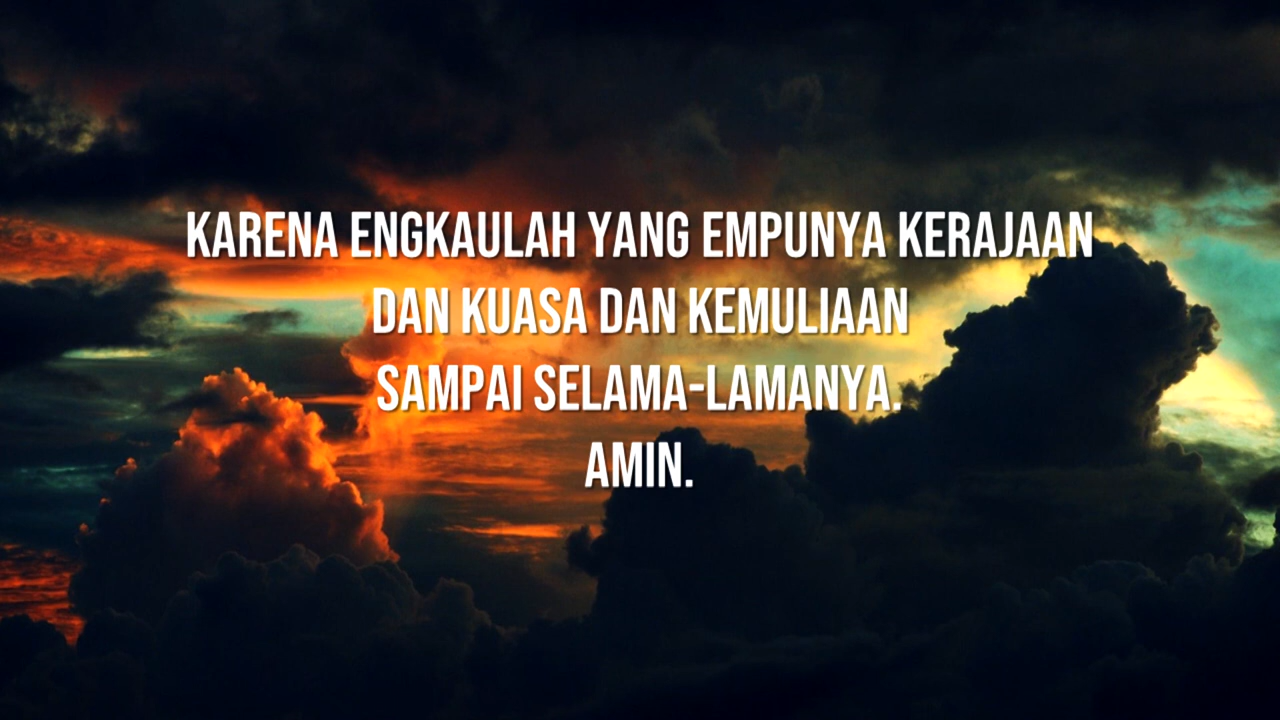 KARENA ENGKAULAH YANG EMPUNYA KERAJAAN
DAN KUASA DAN KEMULIAAN
SAMPAI SELAMA-LAMANYA.
AMIN.